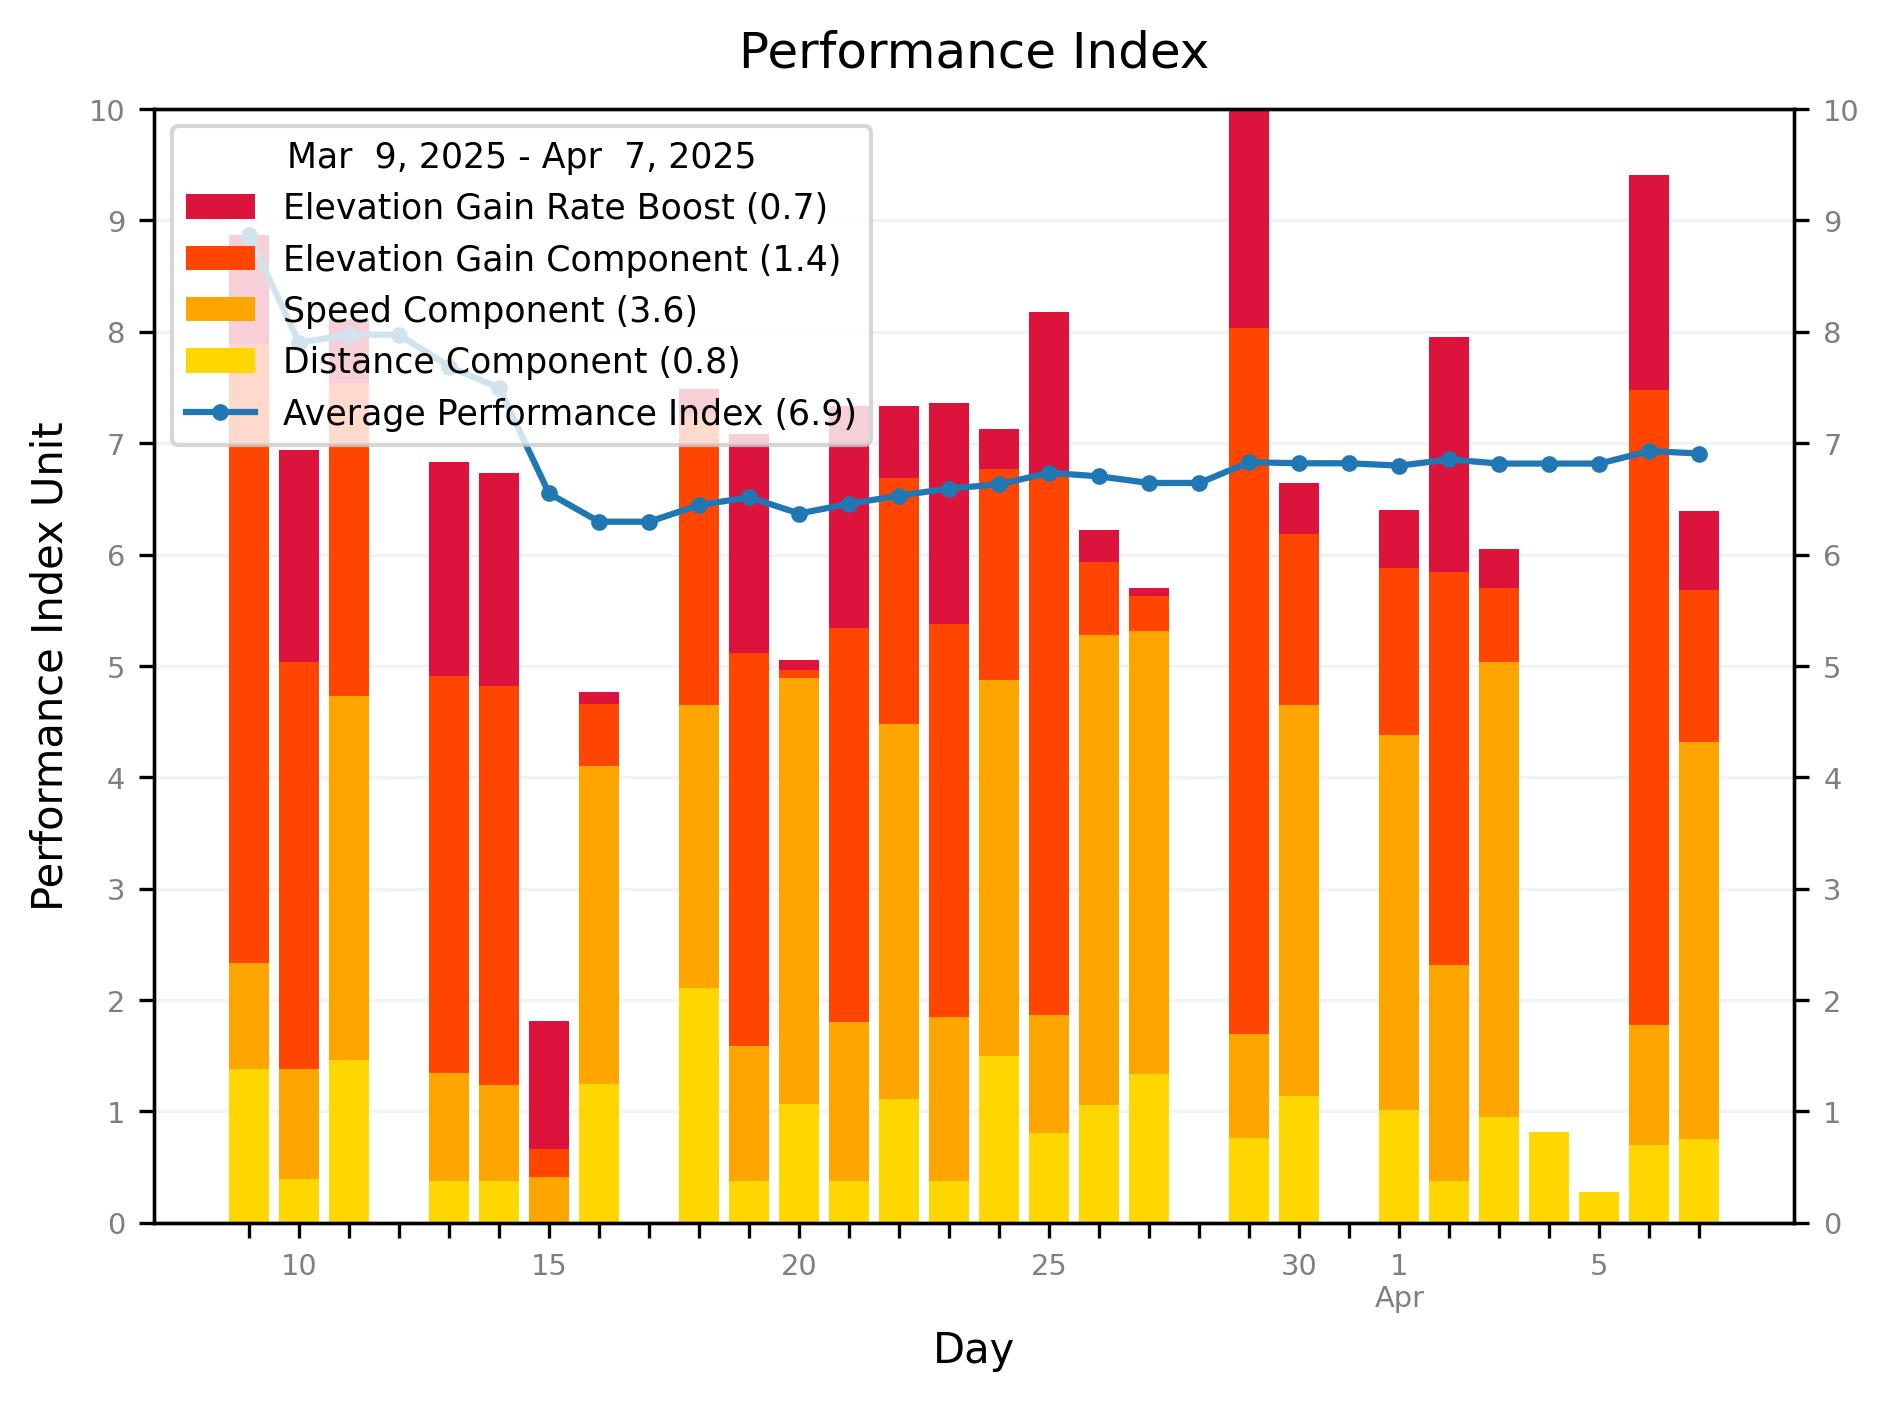 Performance Index
Mar  9, 2025 - Apr  7, 2025
Elevation Gain Rate Boost (0.7)
Elevation Gain Component (1.4)
Speed Component (3.6)
Distance Component (0.8)
Average Performance Index (6.9)
Performance Index Unit
10 10
9 9
8 8
7 7
6 6
5 5
4 4
3 3
2 2
1 1
0 0
10 15 20 25 30 1 5
Apr
Day